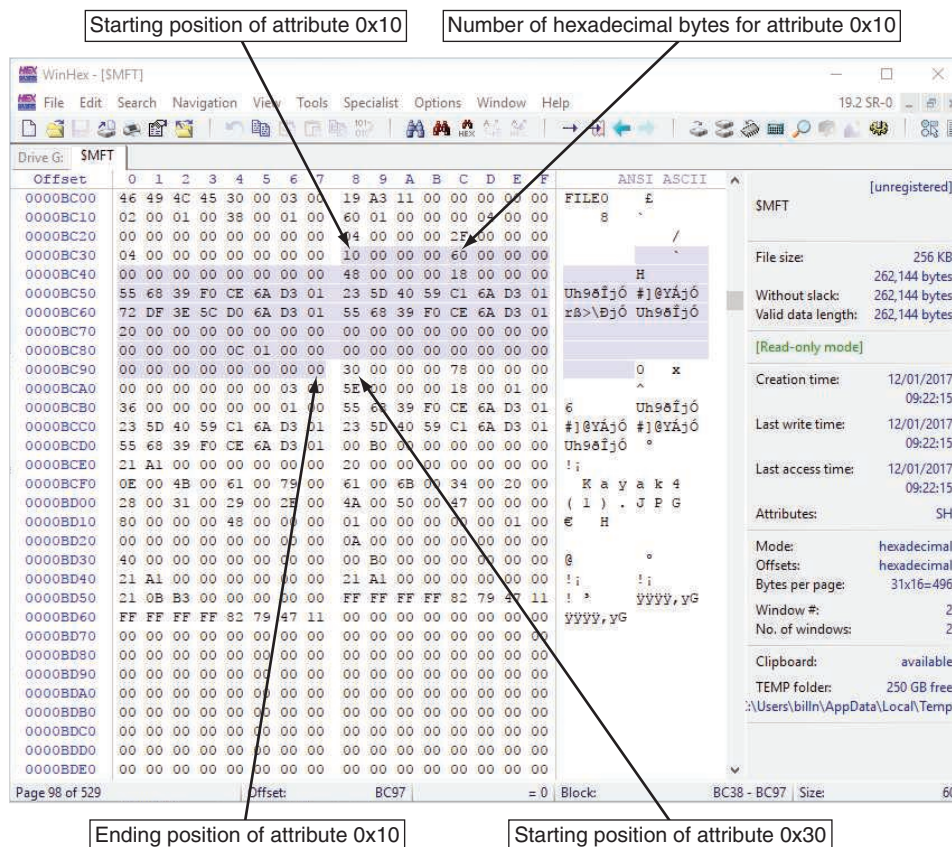 Starting position of attribute 0x10
Number of hexadecimal bytes for attribute 0x10
WinHex - [$MFT]
File Edit Search Navigation View Tools Specialist Options Window Help 19.2 SR-0
Drive G: $MFT
[unregistered]
Offset 0 1 2 3 4 5 6 7 8 9 A B C D E F ANSI ASCII
0000BC00 46 49 4C 45 30 00 03 00 19 A3 11 00 00 00 00 00 FILE0 £
0000BC10 02 00 01 00 38 00 01 00 60 01 00 00 00 04 00 00 8 `
0000BC20 00 00 00 00 00 00 00 00 04 00 00 00 2F 00 00 00 /
0000BC30 04 00 00 00 00 00 00 00 10 00 00 00 60 00 00 00 `
0000BC40 00 00 00 00 00 00 00 00 48 00 00 00 18 00 00 00 H
0000BC50 55 68 39 F0 CE 6A D3 01 23 5D 40 59 C1 6A D3 01 Uh9ðÎjÓ #]@YÁjÓ
0000BC60 72 DF 3E 5C D0 6A D3 01 55 68 39 F0 CE 6A D3 01 rß>\ÐjÓ Uh9ðÎjÓ
0000BC70 20 00 00 00 00 00 00 00 00 00 00 00 00 00 00 00
0000BC80 00 00 00 00 0C 01 00 00 00 00 00 00 00 00 00 00
0000BC90 00 00 00 00 00 00 00 00 30 00 00 00 78 00 00 00 0 x
0000BCA0 00 00 00 00 00 00 03 00 5E 00 00 00 18 00 01 00 ^
0000BCB0 36 00 00 00 00 00 01 00 55 68 39 F0 CE 6A D3 01 6 Uh9ðÎjÓ
0000BCC0 23 5D 40 59 C1 6A D3 01 23 5D 40 59 C1 6A D3 01 #]@YÁjÓ #]@YÁjÓ
0000BCD0 55 68 39 F0 CE 6A D3 01 00 B0 00 00 00 00 00 00 Uh9ðÎjÓ °
0000BCE0 21 A1 00 00 00 00 00 00 20 00 00 00 00 00 00 00 !¡
0000BCF0 0E 00 4B 00 61 00 79 00 61 00 6B 00 34 00 20 00 K a y a k 4
0000BD00 28 00 31 00 29 00 2E 00 4A 00 50 00 47 00 00 00 ( 1 ) . J P G
0000BD10 80 00 00 00 48 00 00 00 01 00 00 00 00 00 01 00 € H
0000BD20 00 00 00 00 00 00 00 00 0A 00 00 00 00 00 00 00
0000BD30 40 00 00 00 00 00 00 00 00 B0 00 00 00 00 00 00 @ °
0000BD40 21 A1 00 00 00 00 00 00 21 A1 00 00 00 00 00 00 !¡ !¡
0000BD50 21 0B B3 00 00 00 00 00 FF FF FF FF 82 79 47 11 ! ³ ÿÿÿÿ‚yG
0000BD60 FF FF FF FF 82 79 47 11 00 00 00 00 00 00 00 00 ÿÿÿÿ‚yG
0000BD70 00 00 00 00 00 00 00 00 00 00 00 00 00 00 00 00
0000BD80 00 00 00 00 00 00 00 00 00 00 00 00 00 00 00 00
0000BD90 00 00 00 00 00 00 00 00 00 00 00 00 00 00 00 00
0000BDA0 00 00 00 00 00 00 00 00 00 00 00 00 00 00 00 00
0000BDB0 00 00 00 00 00 00 00 00 00 00 00 00 00 00 00 00
0000BDC0 00 00 00 00 00 00 00 00 00 00 00 00 00 00 00 00
0000BDD0 00 00 00 00 00 00 00 00 00 00 00 00 00 00 00 00
0000BDE0 00 00 00 00 00 00 00 00 00 00 00 00 00 00 00 00
$MFT
File size: 256 KB
262,144 bytes
Without slack: 262,144 bytes
Valid data length: 262,144 bytes
[Read-only mode]
Creation time: 12/01/2017
09:22:15
Last write time: 12/01/2017
09:22:15
Last access time: 12/01/2017
09:22:15
Attributes: SH
Mode: hexadecimal
Offsets: hexadecimal
Bytes per page: 31x16=496
Window #: 2
No. of windows: 2
Clipboard: available
TEMP folder: 250 GB free
:\Users\billn\AppData\Local\Temp
Page 98 of 529 Offset: BC97 = 0 Block: BC38 - BC97 Size: 60
Ending position of attribute 0x10
Starting position of attribute 0x30